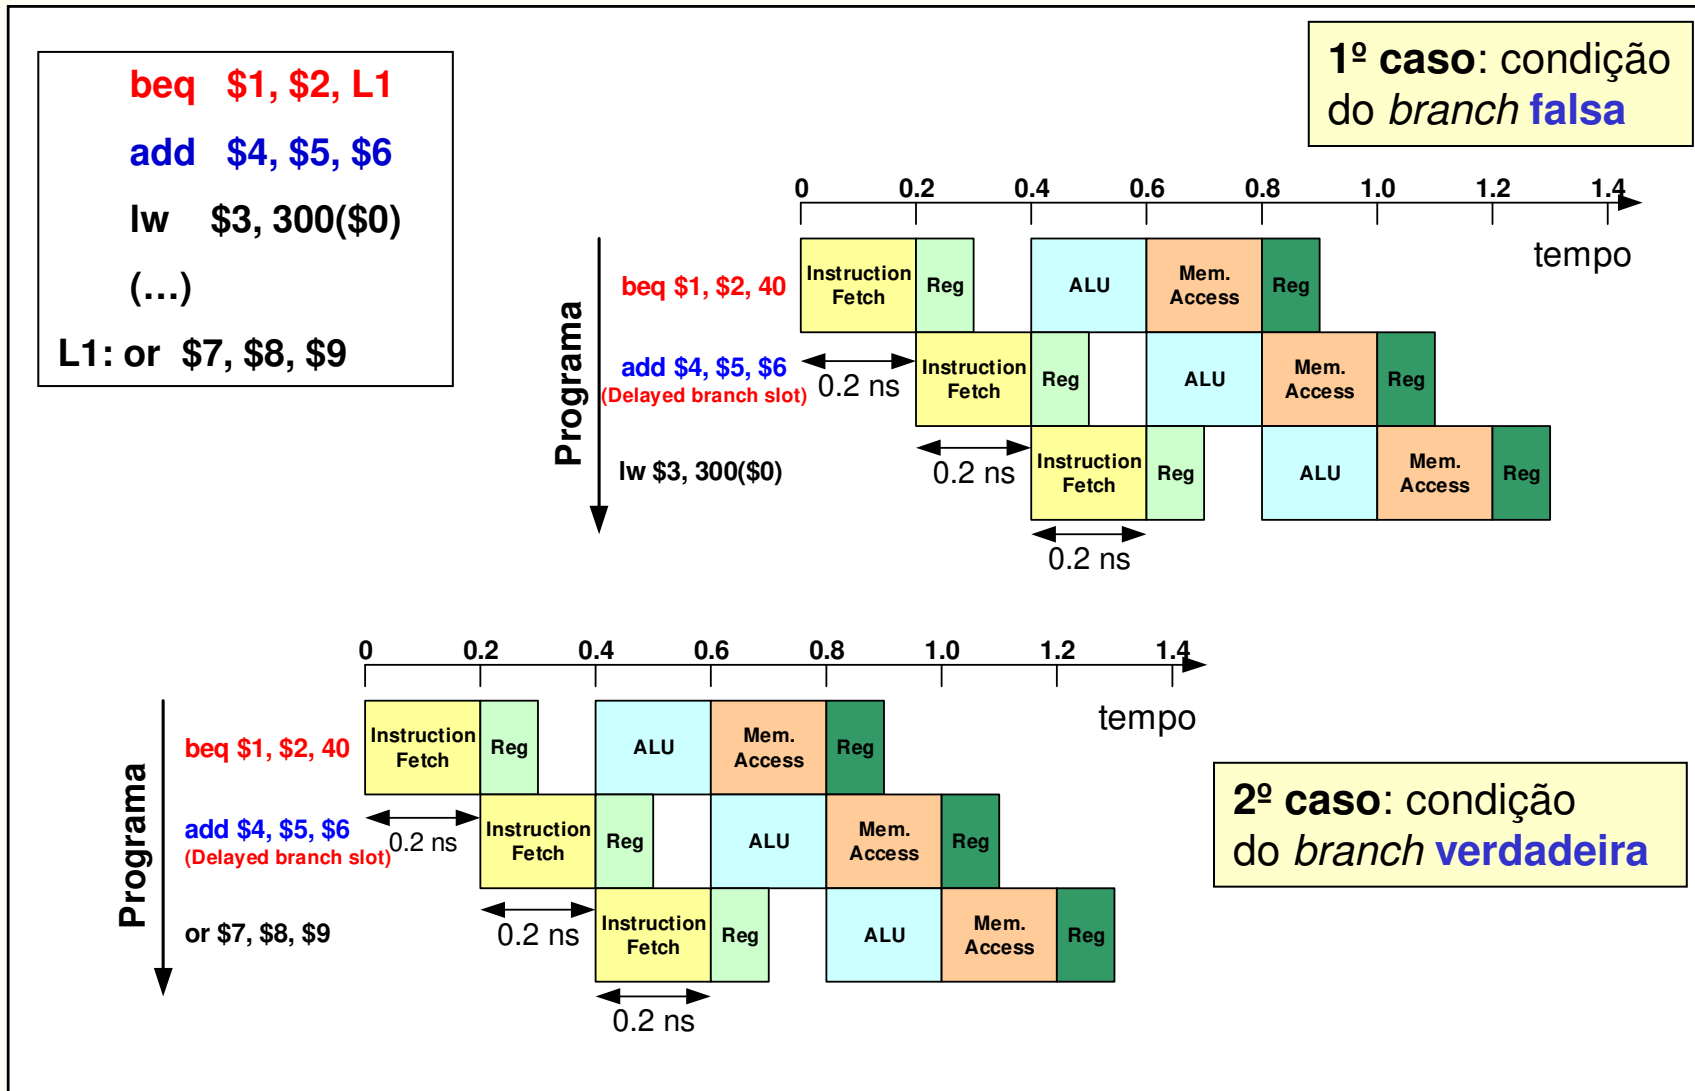 beq $1, $2, L1
add $4, $5, $6
lw $3, 300($0)
(...)
L1: or $7, $8, $9
1º caso: condição
do branch falsa
0 0.2 0.4 0.6 0.8 1.0 1.2 1.4
tempo
Programa
beq $1, $2, 40
Instruction
Fetch
Reg
ALU
Mem.
Access
Reg
0.2 ns
add $4, $5, $6
(Delayed branch slot)
Instruction
Fetch
Reg
ALU
Mem.
Access
Reg
0.2 ns
lw $3, 300($0)
Instruction
Fetch
Reg
ALU
Mem.
Access
Reg
0.2 ns
0 0.2 0.4 0.6 0.8 1.0 1.2 1.4
tempo
Programa
beq $1, $2, 40
Instruction
Fetch
Reg
ALU
Mem.
Access
Reg
0.2 ns
add $4, $5, $6
(Delayed branch slot)
Instruction
Fetch
Reg
ALU
Mem.
Access
Reg
0.2 ns
or $7, $8, $9
Instruction
Fetch
Reg
ALU
Mem.
Access
Reg
0.2 ns
2º caso: condição
do branch verdadeira